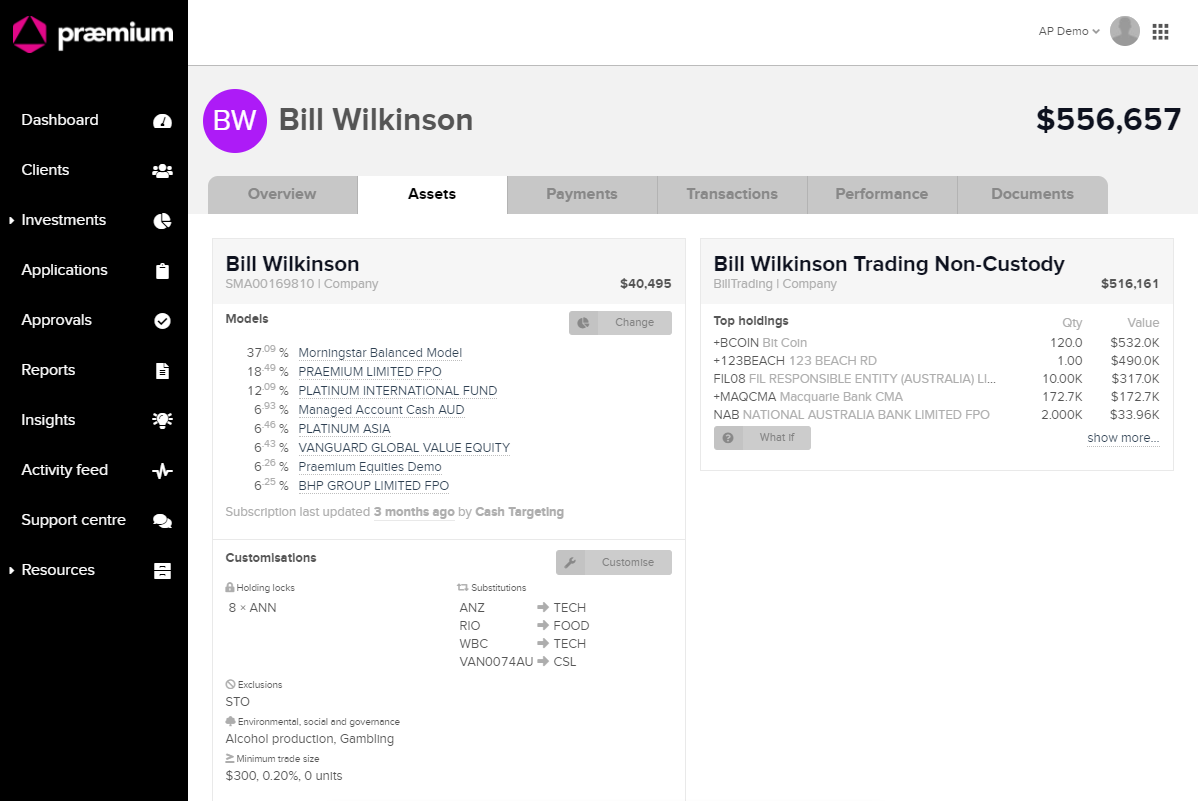 præmium
AP Demo
Dashboard
Clients
Investments
Applications
Approvals
Reports
Insights
Activity feed
Support centre
Resources
BW Bill Wilkinson $556,657
Overview Assets Payments Transactions Performance Documents
Bill Wilkinson
SMA00169810 | Company $40,495
Models Change
37.09 % Morningstar Balanced Model
18.49 % PRAEMIUM LIMITED FPO
12.09 % PLATINUM INTERNATIONAL FUND
6.93 % Managed Account Cash AUD
6.46 % PLATINUM ASIA
6.43 % VANGUARD GLOBAL VALUE EQUITY
6.26 % Praemium Equities Demo
6.25 % BHP GROUP LIMITED FPO
Subscription last updated 3 months ago by Cash Targeting
Customisations Customise
Holding locks
8 × ANN
Substitutions
ANZ TECH
RIO FOOD
WBC TECH
VAN0074AU CSL
Exclusions
STO
Environmental, social and governance
Alcohol production, Gambling
Minimum trade size
$300, 0.20%, 0 units
Bill Wilkinson Trading Non-Custody
BillTrading | Company $516,161
Top holdings Qty Value
+BCOIN Bit Coin 120.0 $532.0K
+123BEACH 123 BEACH RD 1.00 $490.0K
FIL08 FIL RESPONSIBLE ENTITY (AUSTRALIA) LI... 10.00K $317.0K
+MAQCMA Macquarie Bank CMA 172.7K $172.7K
NAB NATIONAL AUSTRALIA BANK LIMITED FPO 2.000K $33.96K
What If show more...